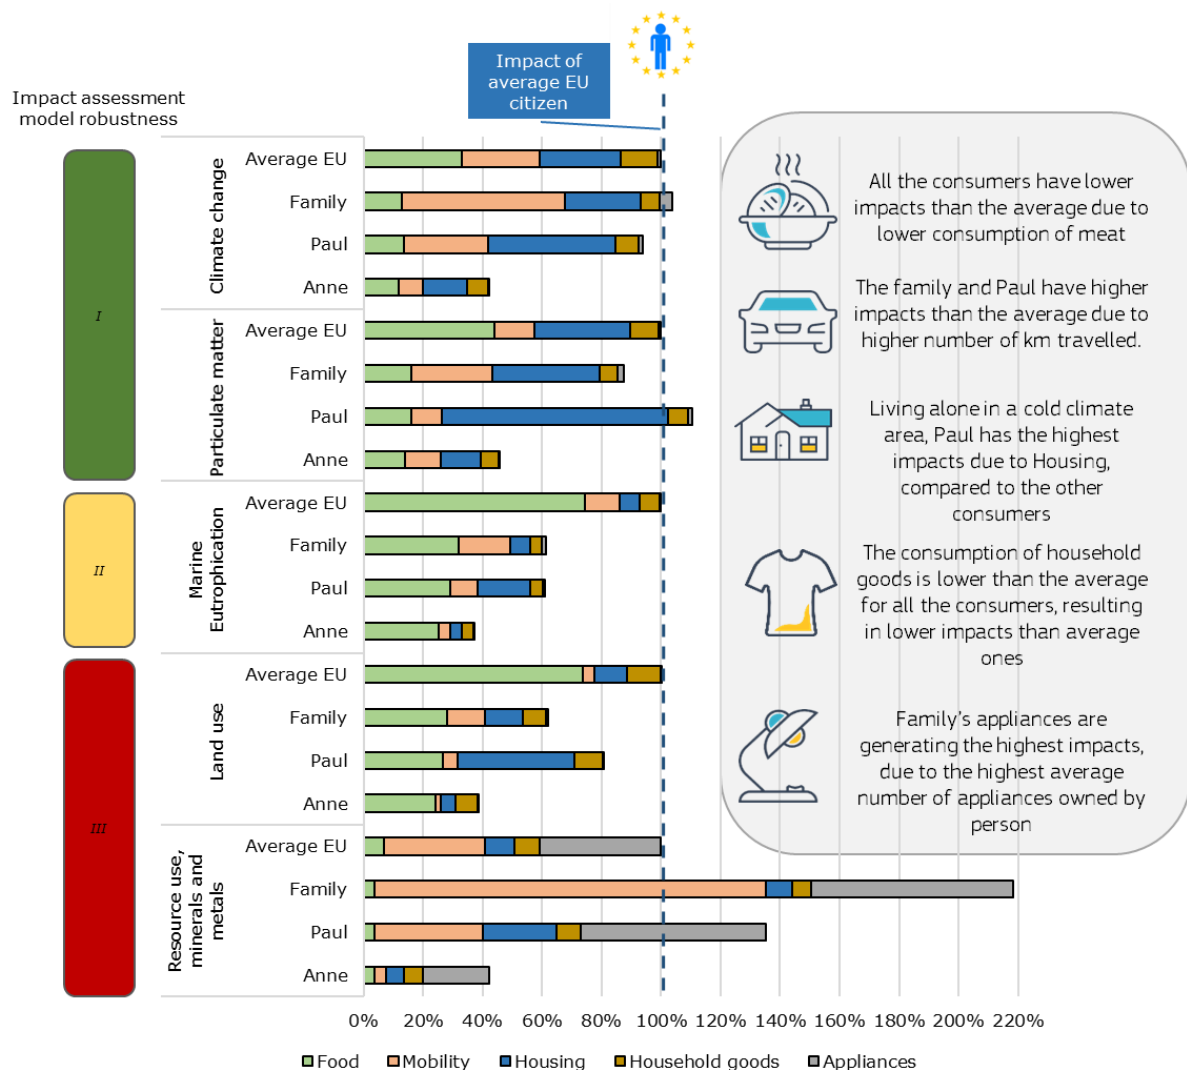 Impact of
average EU
citizen
Impact assessment
model robustness
I
II
III
Climate change
Average EU
Family
Paul
Anne
Particulate matter
Average EU
Family
Paul
Anne
Marine
Eutrophication
Average EU
Family
Paul
Anne
Land use
Average EU
Family
Paul
Anne
Resource use,
minerals and
metals
Average EU
Family
Paul
Anne
0% 20% 40% 60% 80% 100% 120% 140% 160% 180% 200% 220%
Food Mobility Housing Household goods Appliances
All the consumers have lower
impacts than the average due to
lower consumption of meat
The family and Paul have higher
impacts than the average due to
higher number of km travelled.
Living alone in a cold climate
area, Paul has the highest
impacts due to Housing,
compared to the other
consumers
The consumption of household
goods is lower than the average
for all the consumers, resulting
in lower impacts than average
ones
Family's appliances are
generating the highest impacts,
due to the highest average
number of appliances owned by
person